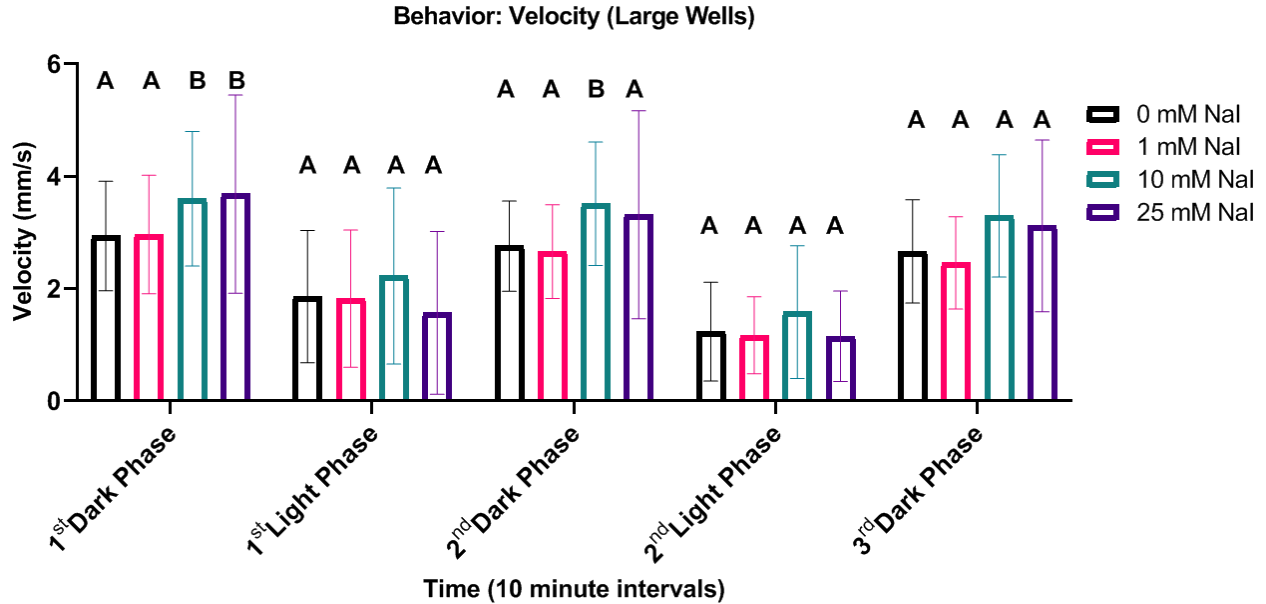 Behavior: Velocity (Large Wells)
Velocity (mm/s)
6
4
2
0
A A B B
A A A A
A A B A
A A A A
A A A A
0 mM NaI
1 mM NaI
10 mM NaI
25 mM NaI
1st Dark Phase
1st Light Phase
2nd Dark Phase
2nd Light Phase
3rd Dark Phase
Time (10 minute intervals)